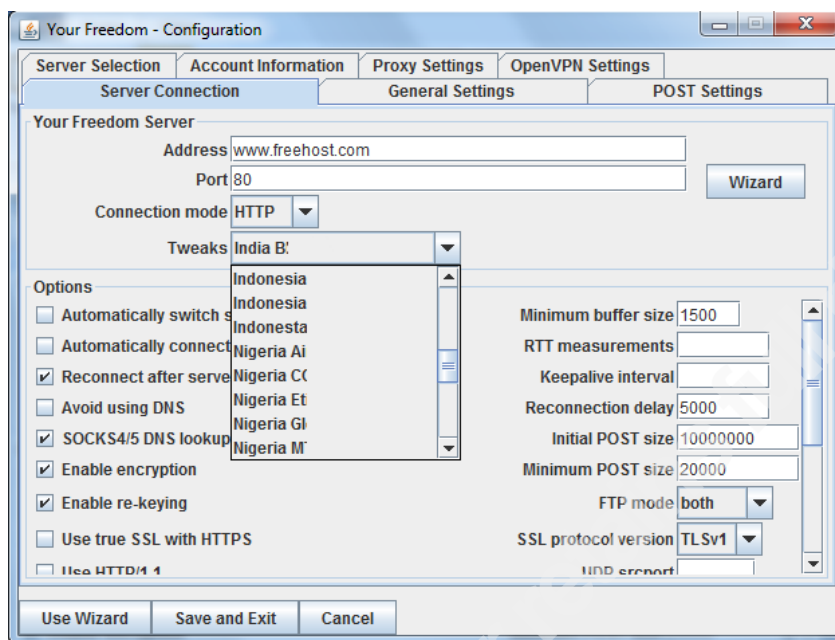 Your Freedom - Configuration
Server Selection Account Information Proxy Settings OpenVPN Settings
Server Connection General Settings POST Settings
Your Freedom Server
Address www.freehost.com
Port 80
Wizard
Connection mode HTTP
Tweaks India
Indonesia
Options
Indonesia
Automatically switch s Minimum buffer size 1500
Indonesta
Automatically connect RTT measurements
Nigeria Ai
Reconnect after serve Keepalive interval
Nigeria
Avoid using DNS Reconnection delay 5000
Nigeria Eti
SOCKS4/5 DNS lookup Initial POST size 10000000
Nigeria Gl
Nigeria
Enable encryption Minimum POST size 20000
Enable re-keying FTP mode both
Use true SSL with HTTPS SSL protocol version TLSv1
Use HTTP/1.1 UDP srcport
Use Wizard Save and Exit Cancel